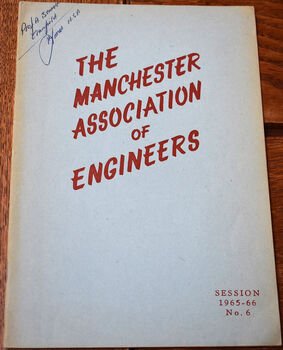 THE
MANCHESTER
ASSOCIATION
OF
ENGINEERS
SESSION
1965-66
No. 6